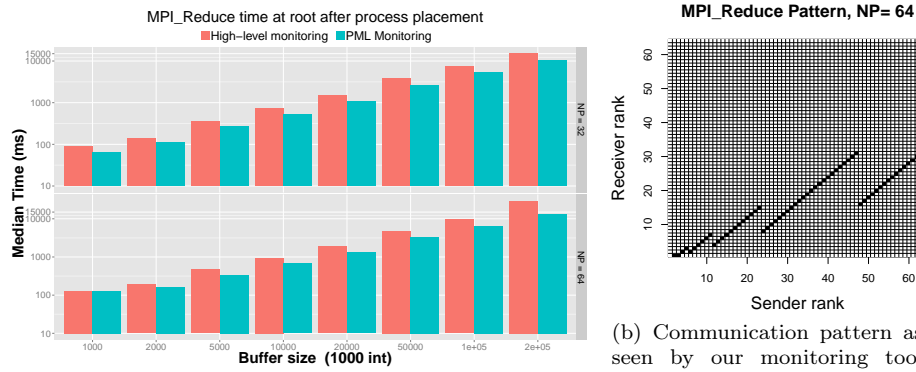 MPI_Reduce time at root after process placement
High-level monitoring PML Monitoring
Median Time (ms)
15000
10000
1000
100
10
NP = 32
15000
10000
1000
100
10
NP = 64
1000 2000 5000 10000 20000 50000 1e+05 2e+05
Buffer size (1000 int)
MPI_Reduce Pattern, NP= 64
Receiver rank
60
50
40
30
20
10
10 20 30 40 50 60
Sender rank
(b) Communication pattern as
seen by our monitoring too